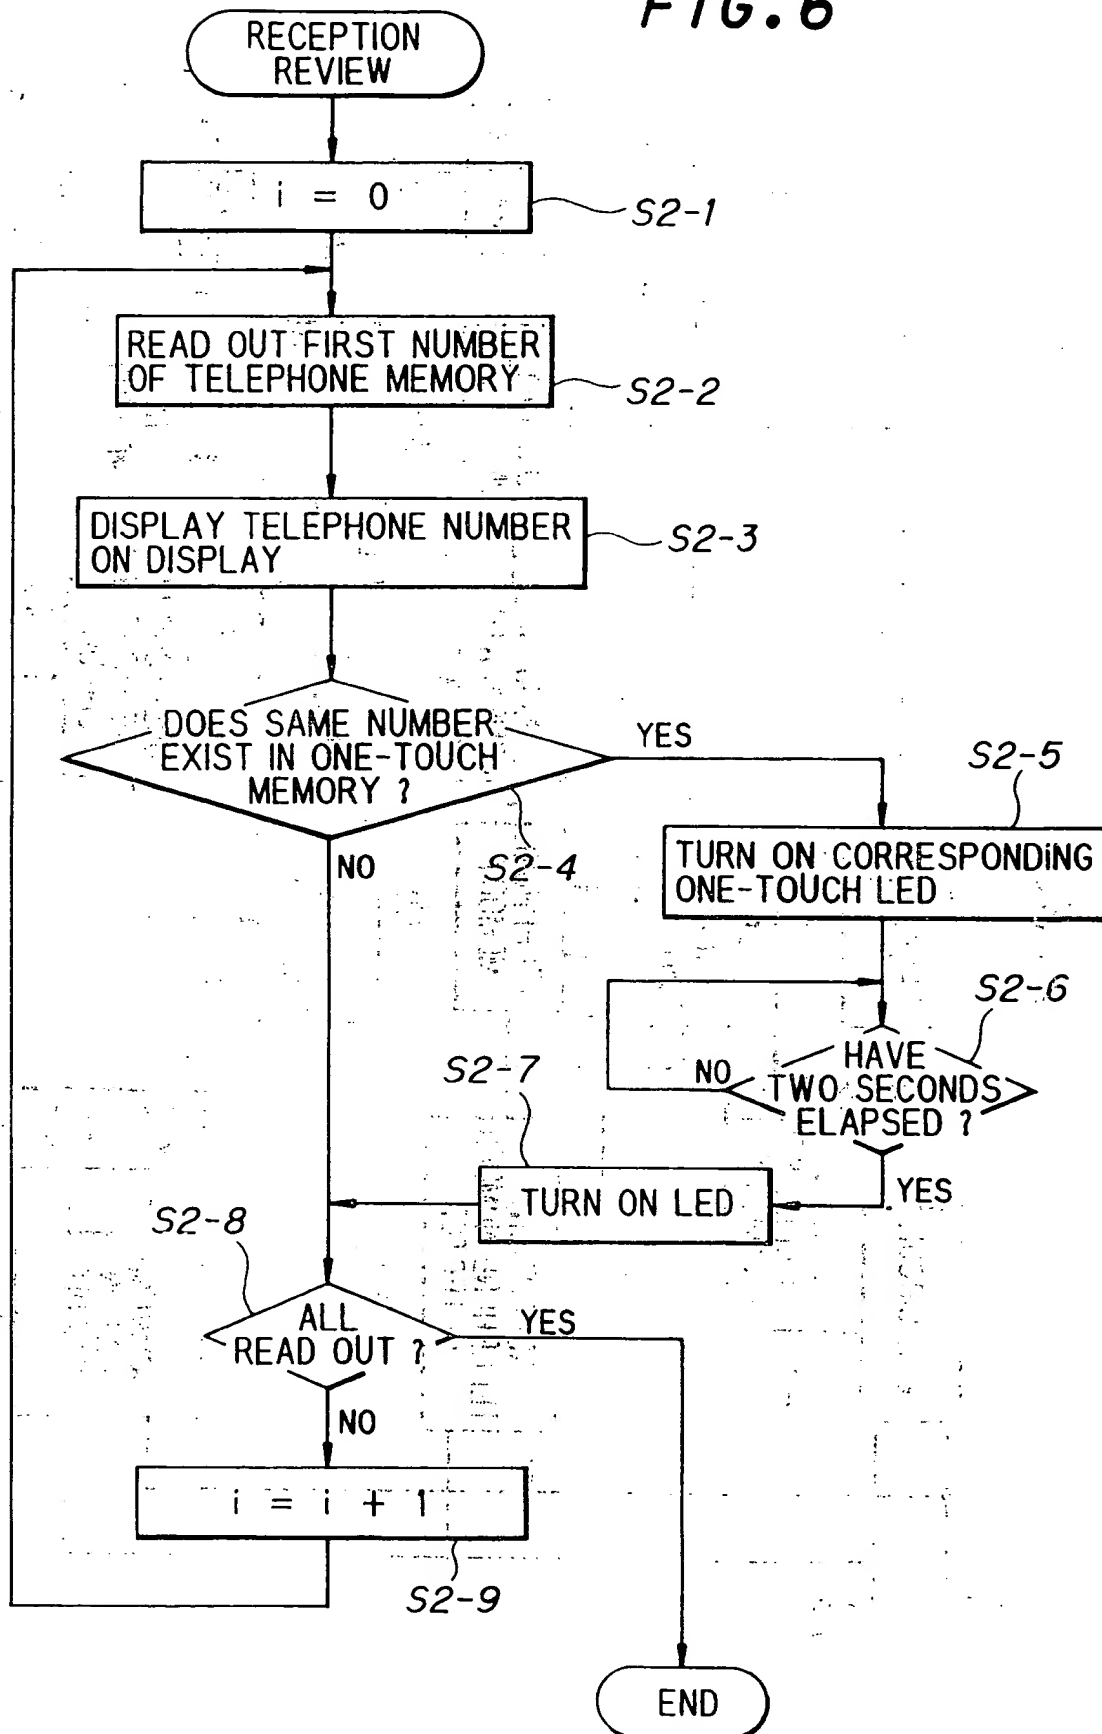 FIG. 6
RECEPTION
REVIEW
i = 0
S2-1
READ OUT FIRST NUMBER
OF TELEPHONE MEMORY
S2-2
DISPLAY TELEPHONE NUMBER
ON DISPLAY
S2-3
DOES SAME NUMBER
EXIST IN ONE-TOUCH
MEMORY ?
YES
S2-4
NO
S2-5
TURN ON CORRESPONDiNG
ONE-TOUCH LED
S2-6
HAVE
TWO SECONDS
ELAPSED ?
NO
YES
S2-7
TURN ON LED
S2-8
ALL
READ OUT ?
YES
NO
i = i + 1
S2-9
END